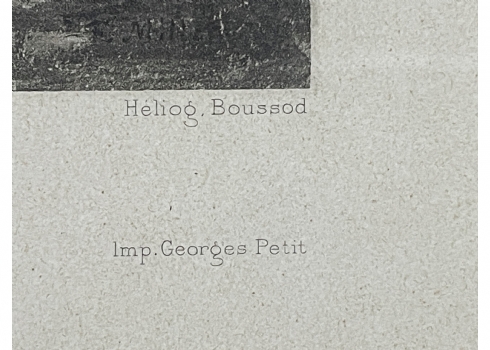 Héliog. Boussod
Imp. Georges Petit